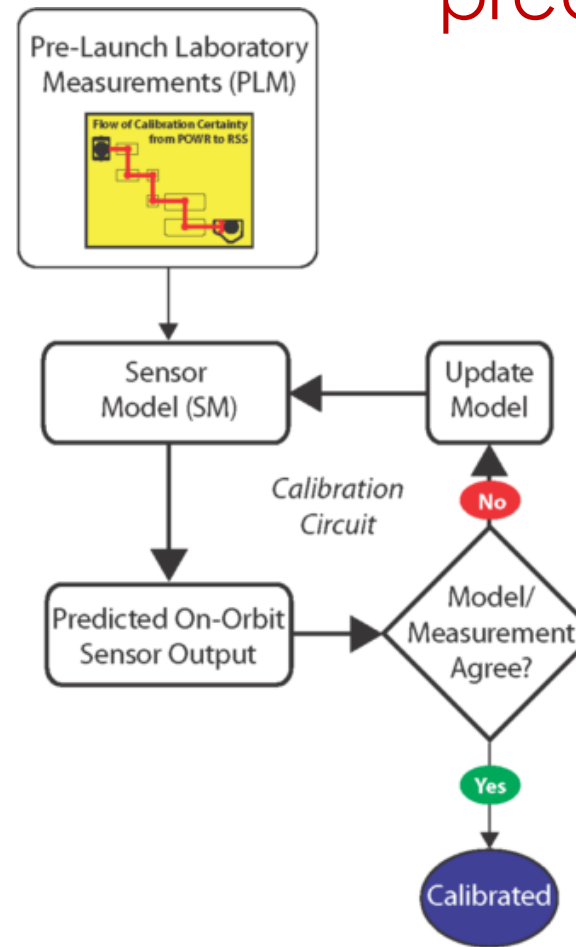 Pre-Launch Laboratory
Measurements (PLM)
Flow of Calibration Certainty
from POWR to RSS
Sensor
Model (SM)
Update
Model
Calibration
Circuit
No
Predicted On-Orbit
Sensor Output
Model/
Measurement
Agree?
Yes
Calibrated